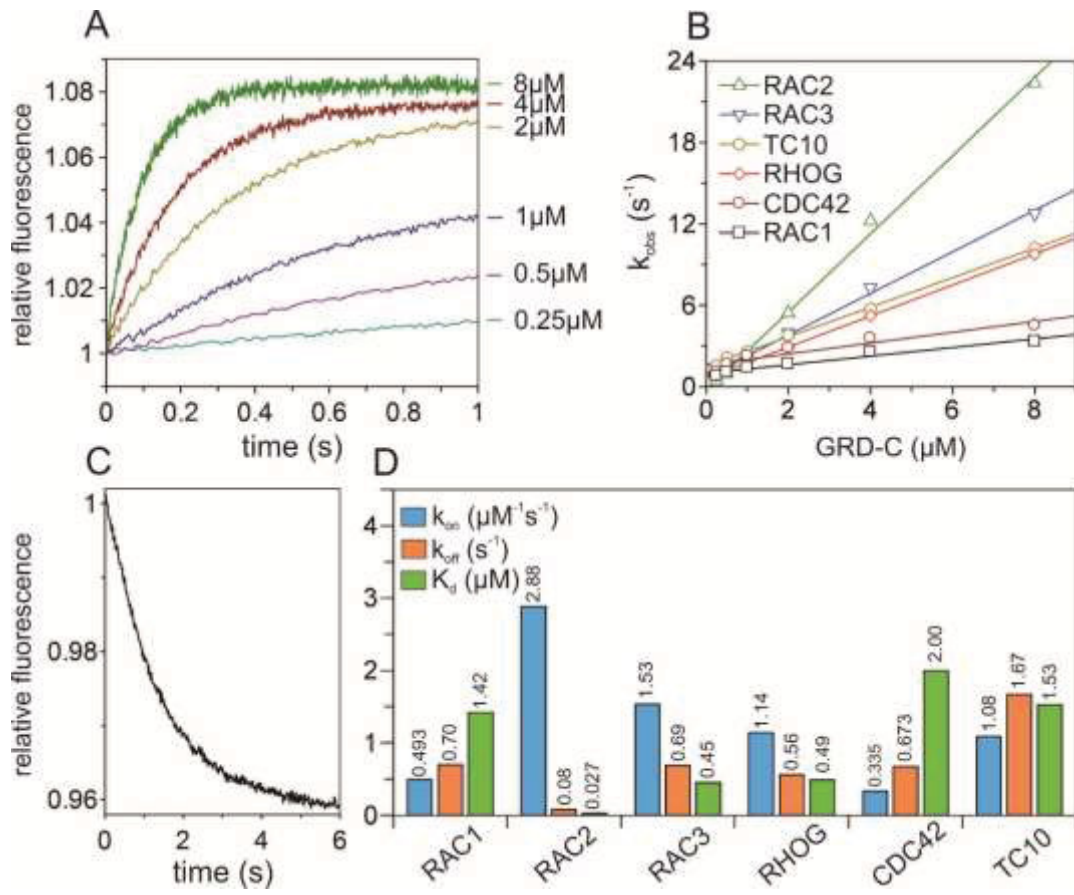 A
relative fluorescence
1.08
1.06
1.04
1.02
1
0
0.2
0.4
0.6
0.8
1
time (s)
8µM
4µM
2µM
1µM
0.5µM
0.25µM
B
kobs (s-1)
24
18
12
6
0
0
2
4
6
8
GRD-C (µM)
RAC2
RAC3
TC10
RHOG
CDC42
RAC1
C
relative fluorescence
1
0.98
0.96
0
2
4
6
time (s)
D
4
3
2
1
0
kon (µM-1s-1)
koff (s-1)
Kd (µM)
0.493
0.70
1.42
2.88
0.08
0.027
1.53
0.69
0.45
1.14
0.56
0.49
0.335
0.673
2.00
1.08
1.67
1.53
RAC1
RAC2
RAC3
RHOG
CDC42
TC10